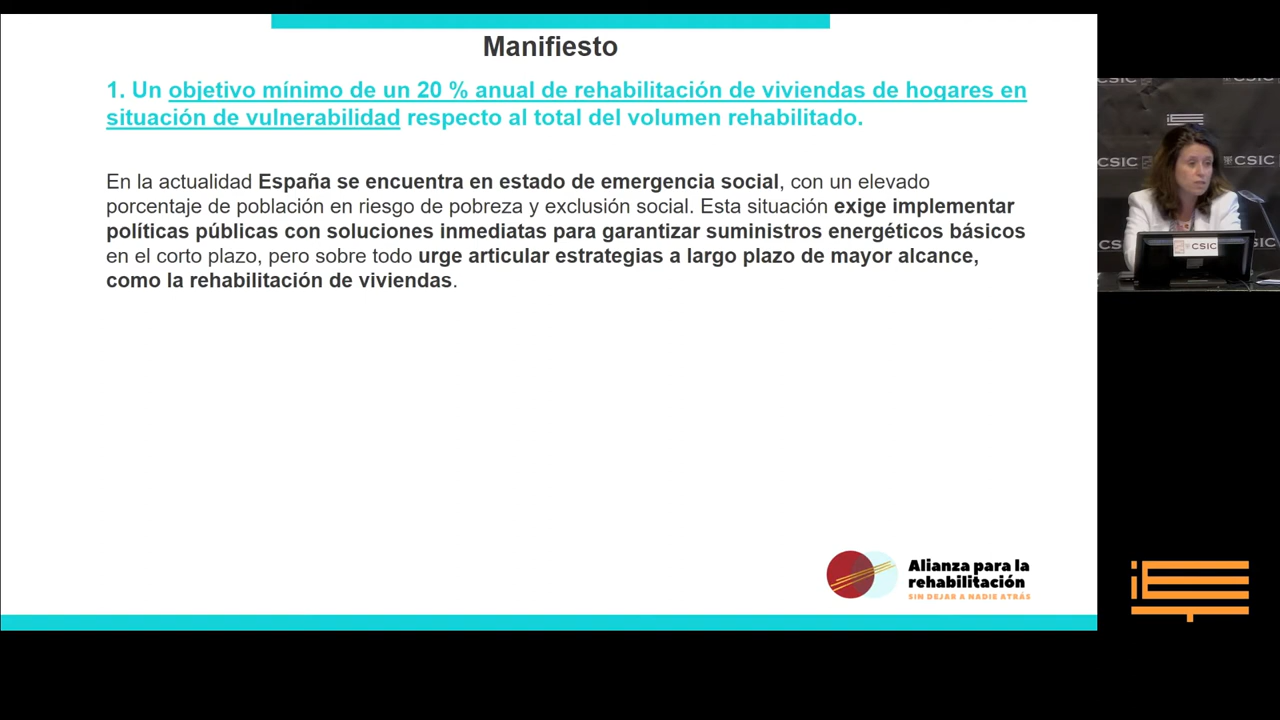 Manifiesto
1. Un objetivo mínimo de un 20 % anual de rehabilitación de viviendas de hogares en
situación de vulnerabilidad respecto al total del volumen rehabilitado.
En la actualidad España se encuentra en estado de emergencia social, con un elevado
porcentaje de población en riesgo de pobreza y exclusión social. Esta situación exige implementar
políticas públicas con soluciones inmediatas para garantizar suministros energéticos básicos
en el corto plazo, pero sobre todo urge articular estrategias a largo plazo de mayor alcance,
como la rehabilitación de viviendas.
Alianza para la
rehabilitación
SIN DEJAR A NADIE ATRÁS
CSIC
CSIC
CSIC
CSIC